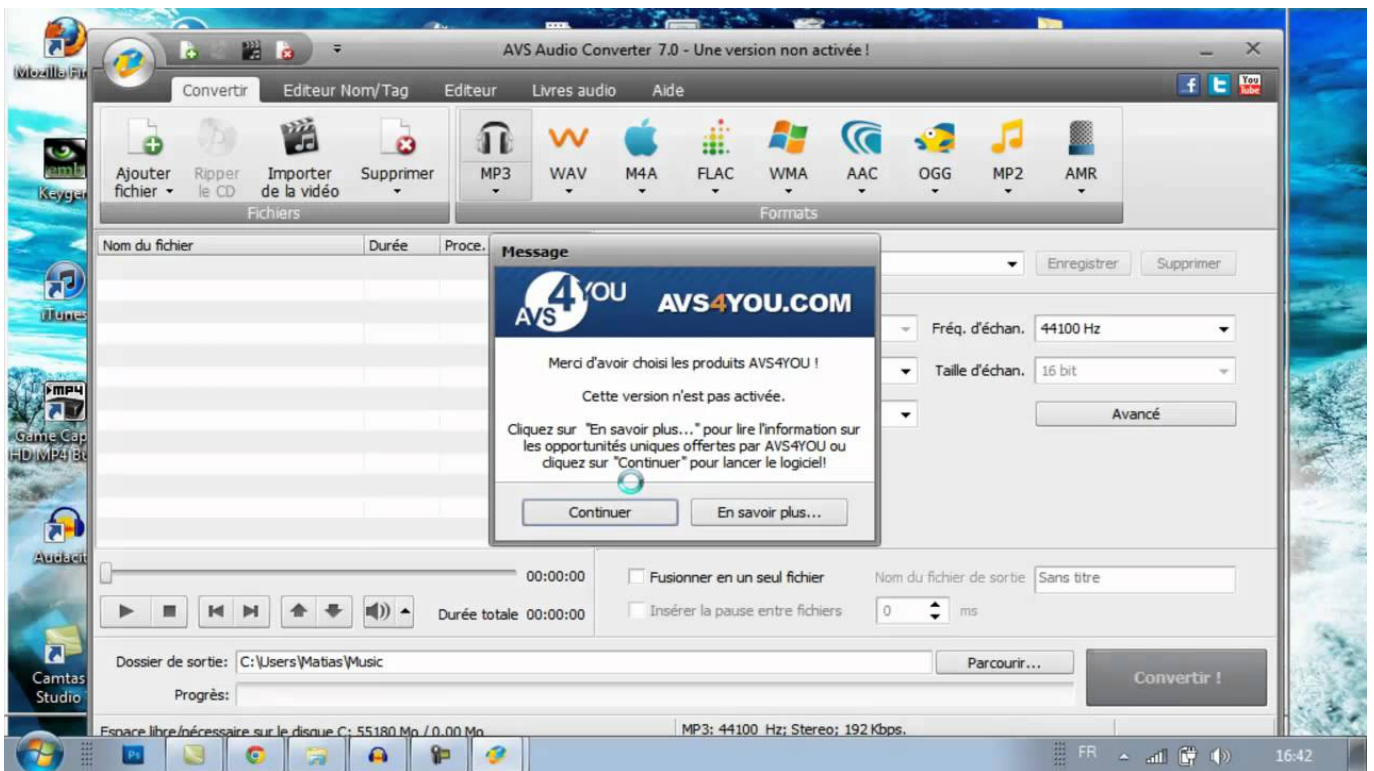 AVS Audio Converter 7.0 - Une version non activée !
Mozilla
Convertir Editeur Nom/Tag Editeur Livres audio Aide
f t You Tube
Ajouter fichier
Ripper le CD
Importer de la vidéo
Supprimer
MP3 WAV M4A FLAC WMA AAC OGG MP2 AMR
Fichiers
Formats
emb
Keygen
iTunes
MP4
Game Cap
HD MP4
Audacit
Camtas
Studio
Nom du fichier Durée Proce.
Message
AVS4YOU AVS4YOU.COM
Merci d'avoir choisi les produits AVS4YOU !
Cette version n'est pas activée.
Cliquez sur "En savoir plus..." pour lire l'information sur
les opportunités uniques offertes par AVS4YOU ou
cliquez sur "Continuer" pour lancer le logiciel!
Continuer En savoir plus...
Enregistrer Supprimer
Fréq. d'échan. 44100 Hz
Taille d'échan. 16 bit
Avancé
00:00:00
Durée totale 00:00:00
Fusionner en un seul fichier
Nom du fichier de sortie Sans titre
Insérer la pause entre fichiers 0 ms
Dossier de sortie: C:\Users\Matias\Music
Parcourir...
Convertir !
Progrès:
Espace libre/nécessaire sur le disque C: 55180 Mo / 0.00 Mo
MP3: 44100 Hz; Stereo; 192 Kbps.
Ps
FR
16:42